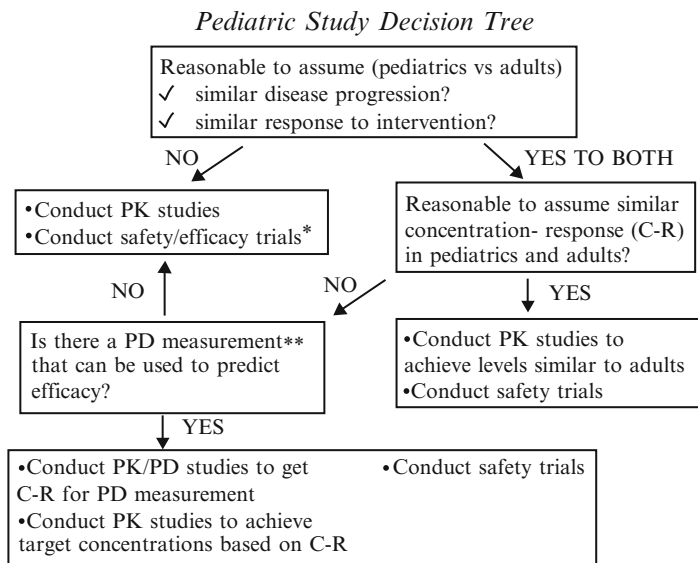 Pediatric Study Decision Tree
Reasonable to assume (pediatrics vs adults)
✓ similar disease progression?
✓ similar response to intervention?
NO
YES TO BOTH
•Conduct PK studies
•Conduct safety/efficacy trials*
Reasonable to assume similar
concentration- response (C-R)
in pediatrics and adults?
NO
NO
YES
Is there a PD measurement**
that can be used to predict
efficacy?
•Conduct PK studies to
achieve levels similar to adults
•Conduct safety trials
YES
•Conduct PK/PD studies to get
C-R for PD measurement
•Conduct PK studies to achieve
target concentrations based on C-R
•Conduct safety trials